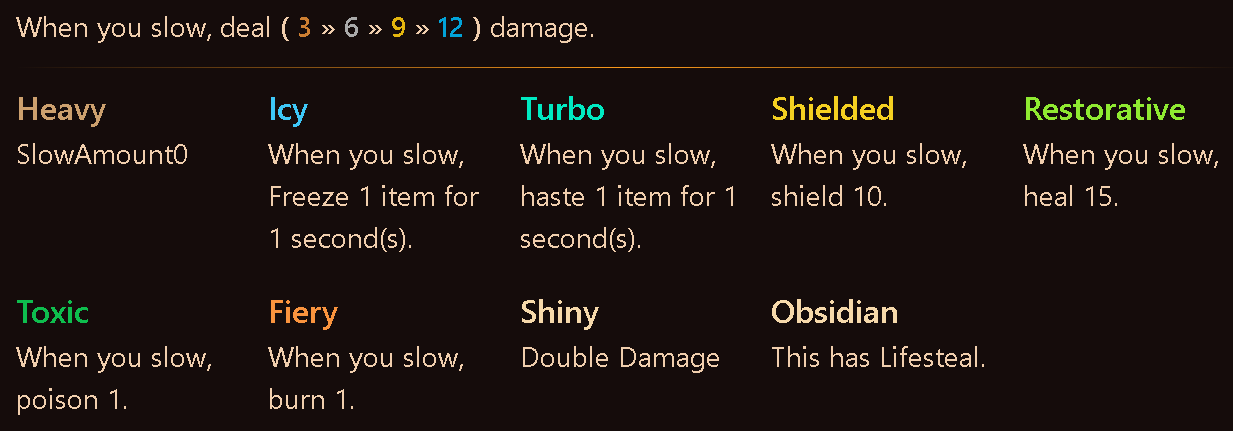 When you slow, deal ( 3 » 6 » 9 » 12 ) damage.
Heavy
SlowAmount0
Icy
When you slow,
Freeze 1 item for
1 second(s).
Turbo
When you slow,
haste 1 item for 1
second(s).
Shielded
When you slow,
shield 10.
Restorative
When you slow,
heal 15.
Toxic
When you slow,
poison 1.
Fiery
When you slow,
burn 1.
Shiny
Double Damage
Obsidian
This has Lifesteal.